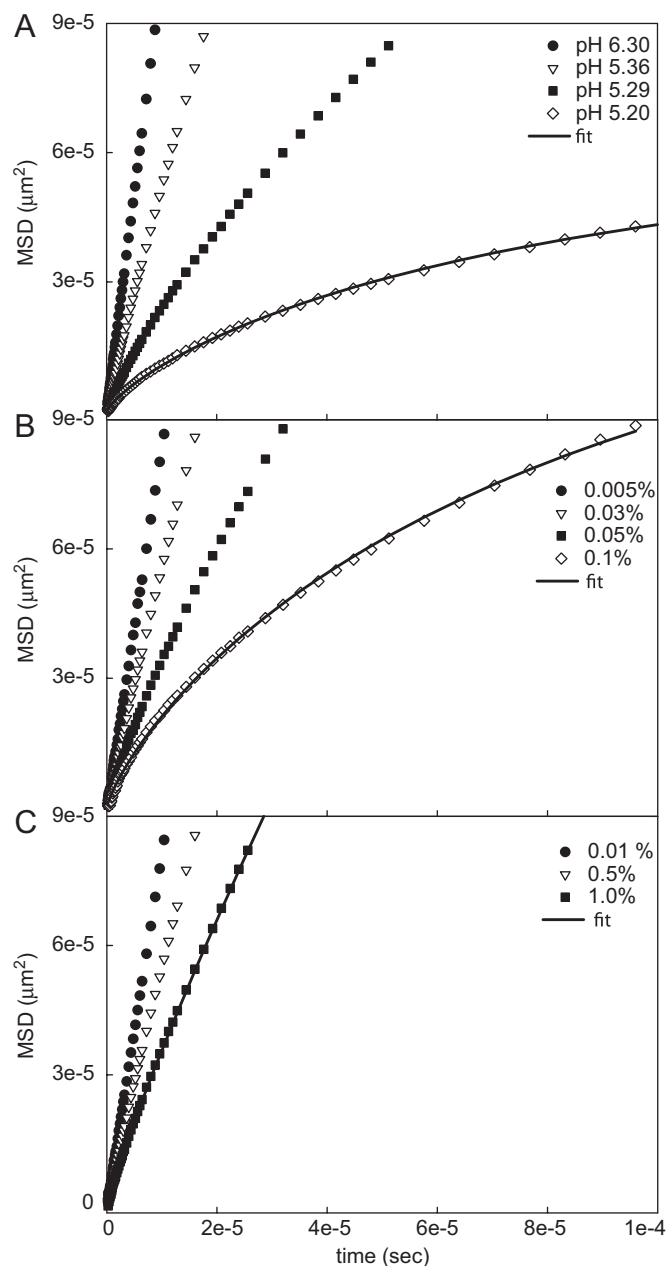 A
9e-5
pH 6.30
pH 5.36
pH 5.29
pH 5.20
fit
6e-5
MSD (μm²)
3e-5
B
9e-5
0.005%
0.03%
0.05%
0.1%
fit
6e-5
MSD (μm²)
3e-5
C
9e-5
0.01 %
0.5%
1.0%
fit
6e-5
MSD (μm²)
3e-5
0
0 2e-5 4e-5 6e-5 8e-5 1e-4
time (sec)